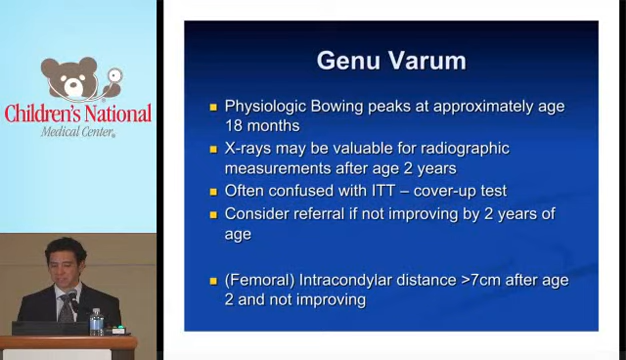 Children's National
Medical Center
Genu Varum
Physiologic Bowing peaks at approximately age
18 months
X-rays may be valuable for radiographic
measurements after age 2 years
Often confused with ITT – cover-up test
Consider referral if not improving by 2 years of
age
(Femoral) Intracondylar distance >7cm after age
2 and not improving